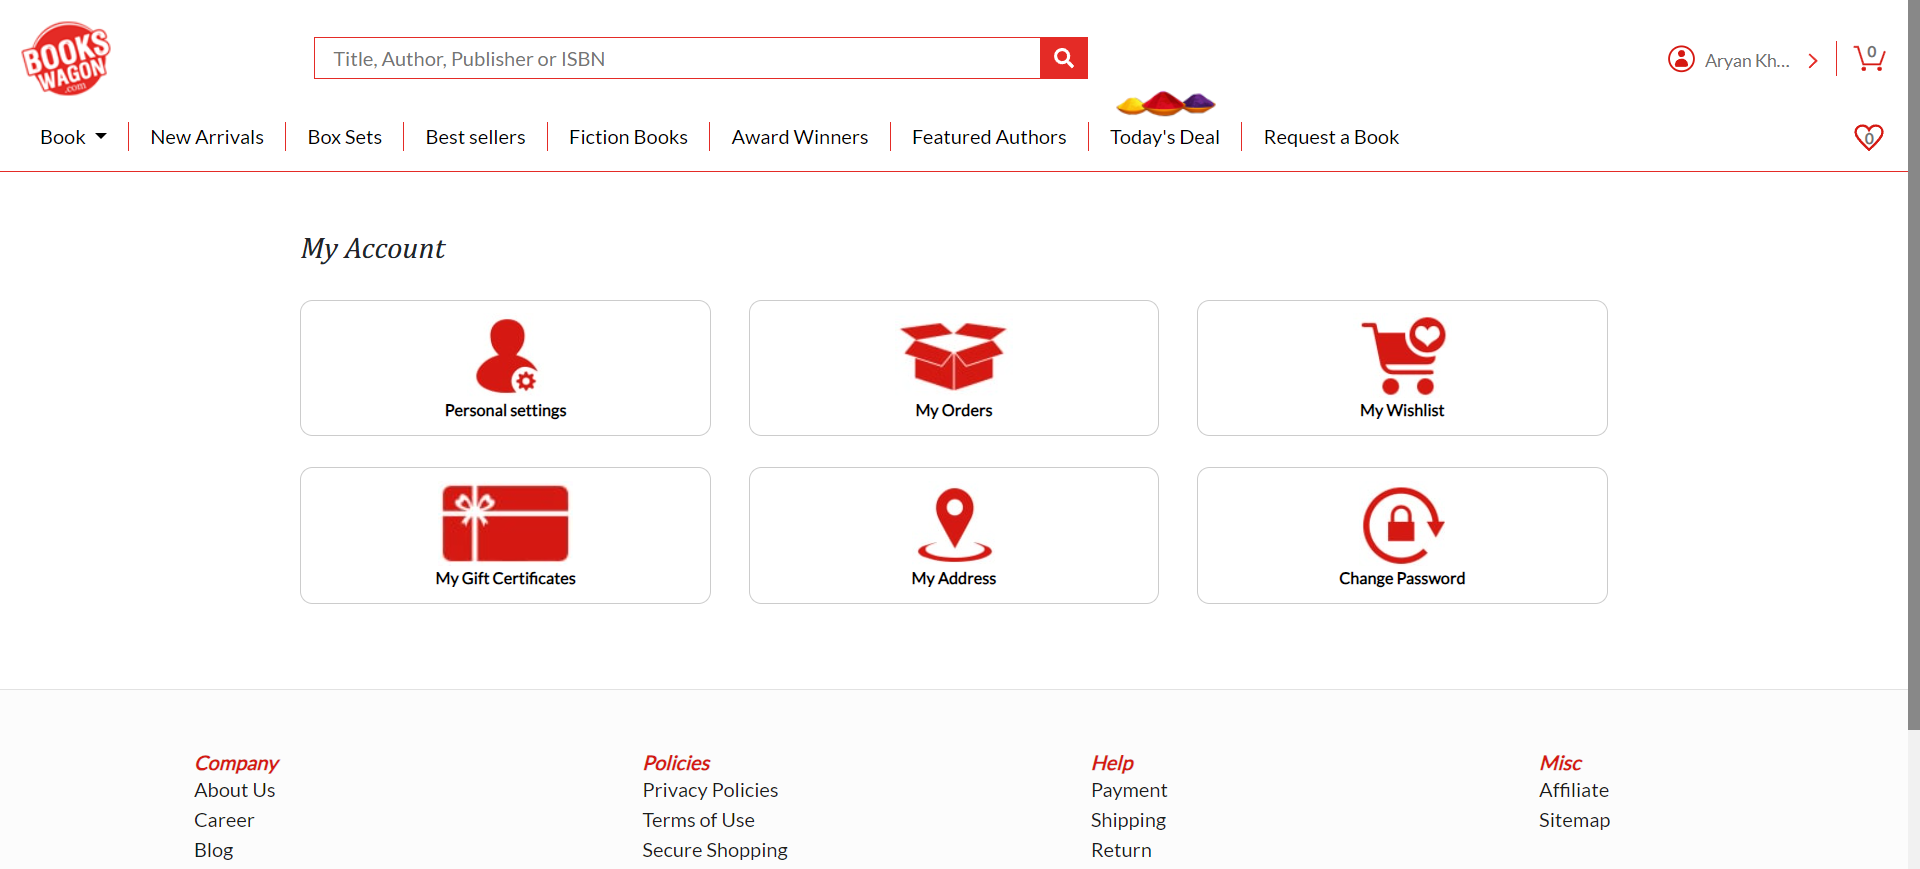 BOOKS
WAGON
.com
Title, Author, Publisher or ISBN
Aryan Kh...
0
Book
New Arrivals
Box Sets
Best sellers
Fiction Books
Award Winners
Featured Authors
Today's Deal
Request a Book
0
My Account
Personal settings
My Orders
My Wishlist
My Gift Certificates
My Address
Change Password
Company
About Us
Career
Blog
Policies
Privacy Policies
Terms of Use
Secure Shopping
Help
Payment
Shipping
Return
Misc
Affiliate
Sitemap